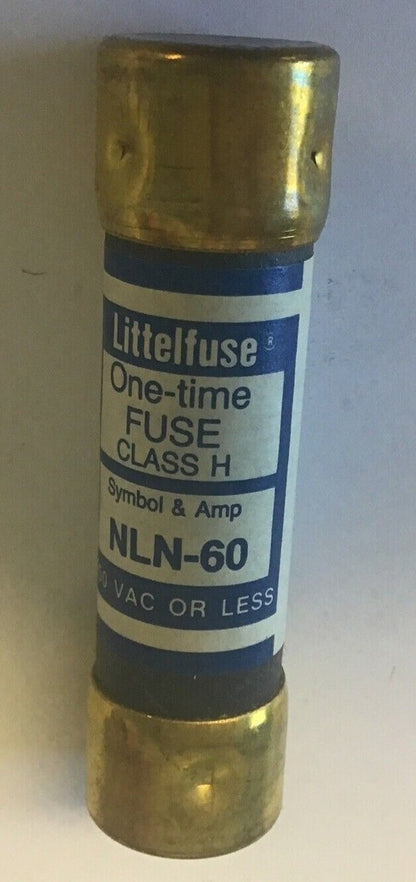 Littelfuse ®
One-time
FUSE
CLASS H
Symbol & Amp
NLN-60
VAC OR LESS